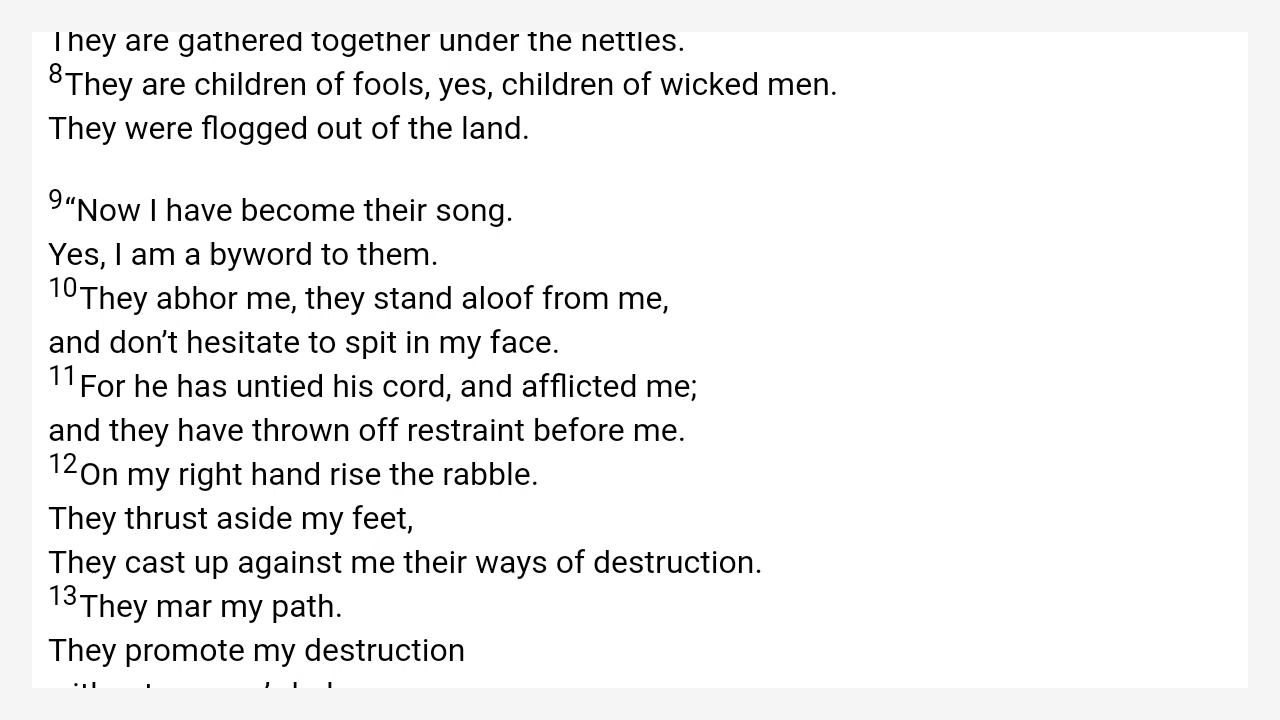 They are gathered together under the nettles.
8They are children of fools, yes, children of wicked men.
They were flogged out of the land.
9“Now I have become their song.
Yes, I am a byword to them.
10They abhor me, they stand aloof from me,
and don’t hesitate to spit in my face.
11For he has untied his cord, and afflicted me;
and they have thrown off restraint before me.
12On my right hand rise the rabble.
They thrust aside my feet,
They cast up against me their ways of destruction.
13They mar my path.
They promote my destruction